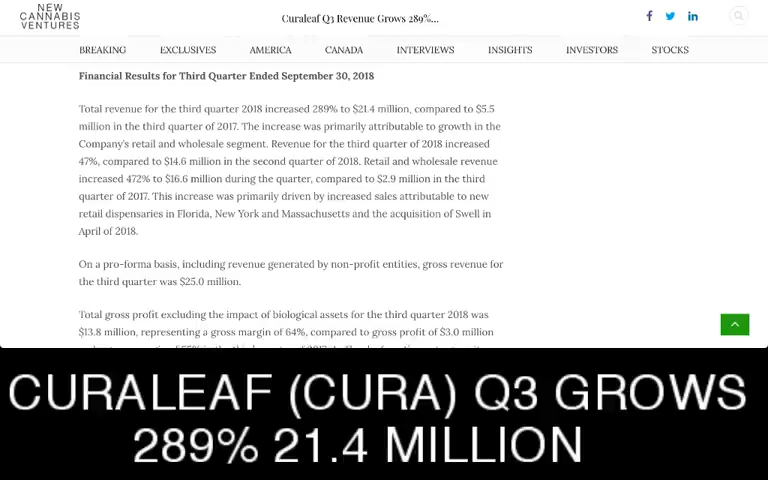 NEW
CANNABIS
VENTURES
Curaleaf Q3 Revenue Grows 289%...
BREAKING EXCLUSIVES AMERICA CANADA INTERVIEWS INSIGHTS INVESTORS STOCKS
Financial Results for Third Quarter Ended September 30, 2018
Total revenue for the third quarter 2018 increased 289% to $21.4 million, compared to $5.5
million in the third quarter of 2017. The increase was primarily attributable to growth in the
Company's retail and wholesale segment. Revenue for the third quarter of 2018 increased
47%, compared to $14.6 million in the second quarter of 2018. Retail and wholesale revenue
increased 472% to $16.6 million during the quarter, compared to $2.9 million in the third
quarter of 2017. This increase was primarily driven by increased sales attributable to new
retail dispensaries in Florida, New York and Massachusetts and the acquisition of Swell in
April of 2018.
On a pro-forma basis, including revenue generated by non-profit entities, gross revenue for
the third quarter was $25.0 million.
Total gross profit excluding the impact of biological assets for the third quarter 2018 was
$13.8 million, representing a gross margin of 64%, compared to gross profit of $3.0 million
CURALEAF (CURA) Q3 GROWS
289% 21.4 MILLION